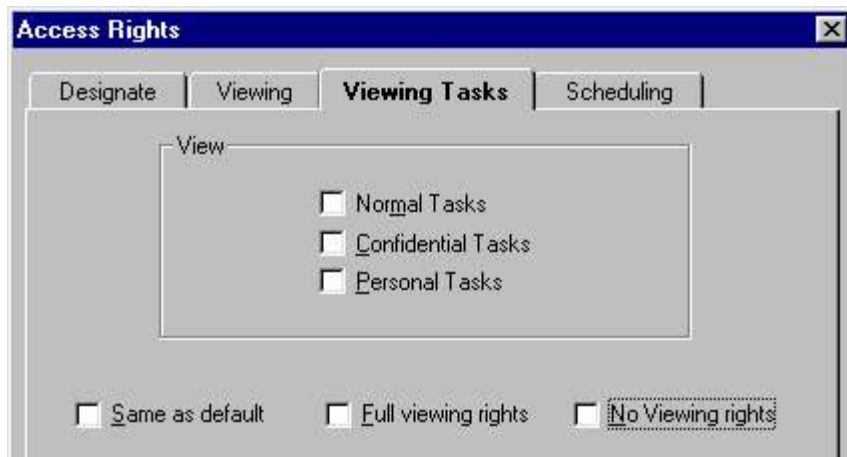 Access Rights
Designate Viewing Viewing Tasks Scheduling
View
Normal Tasks
Confidential Tasks
Personal Tasks
Same as default Full viewing rights No Viewing rights